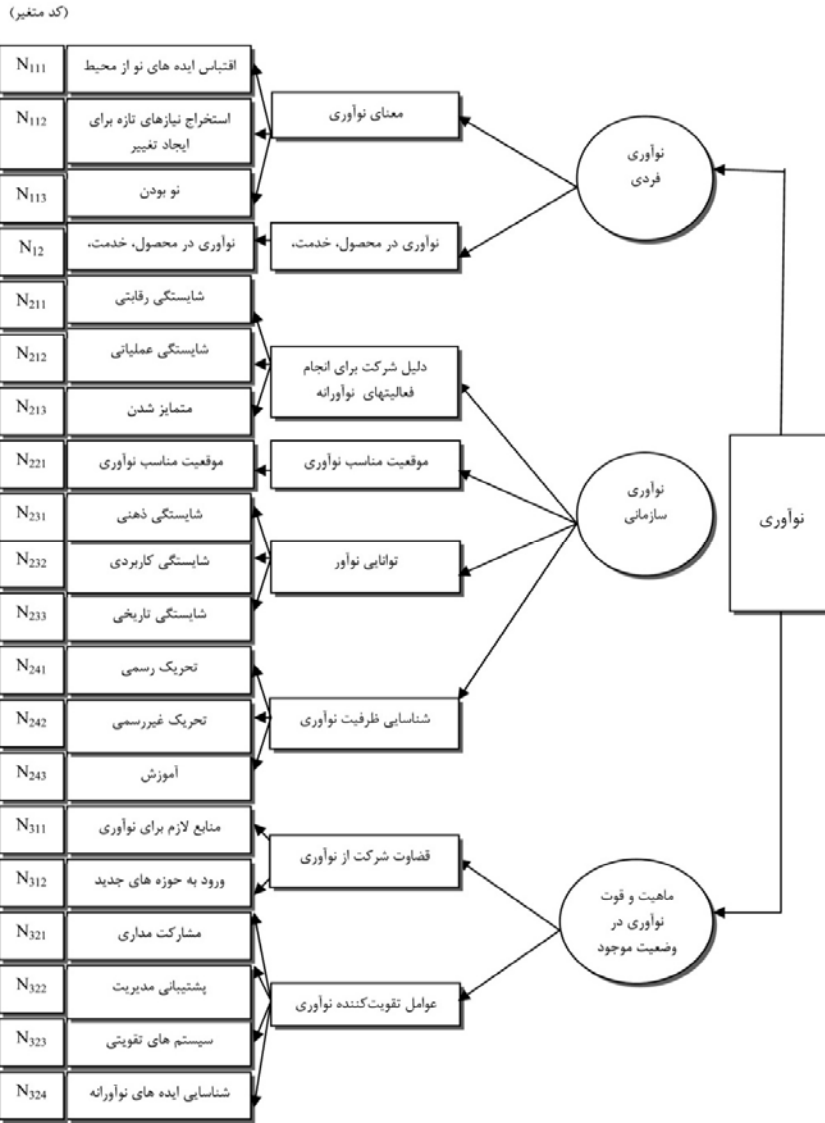 (کد متغیر)
نوآوری
نوآوری
فردی
معنای نوآوری
اقتباس ایده های نو از محیط
N111
استخراج نیازهای تازه برای
ایجاد تغییر
N112
نو بودن
N113
نوآوری در محصول، خدمت،
نوآوری در محصول، خدمت،
N12
نوآوری
سازمانی
دلیل شرکت برای انجام
فعالیتهای نوآورانه
شایستگی رقابتی
N211
شایستگی عملیاتی
N212
متمایز شدن
N213
موقعیت مناسب نوآوری
موقعیت مناسب نوآوری
N221
توانایی نوآور
شایستگی ذهنی
N231
شایستگی کاربردی
N232
شایستگی تاریخی
N233
شناسایی ظرفیت نوآوری
تحریک رسمی
N241
تحریک غیررسمی
N242
آموزش
N243
ماهیت و قوت
نوآوری در
وضعیت موجود
قضاوت شرکت از نوآوری
منابع لازم برای نوآوری
N311
ورود به حوزه های جدید
N312
عوامل تقویت‌کننده نوآوری
مشارکت مداری
N321
پشتیبانی مدیریت
N322
سیستم های تقویتی
N323
شناسایی ایده های نوآورانه
N324